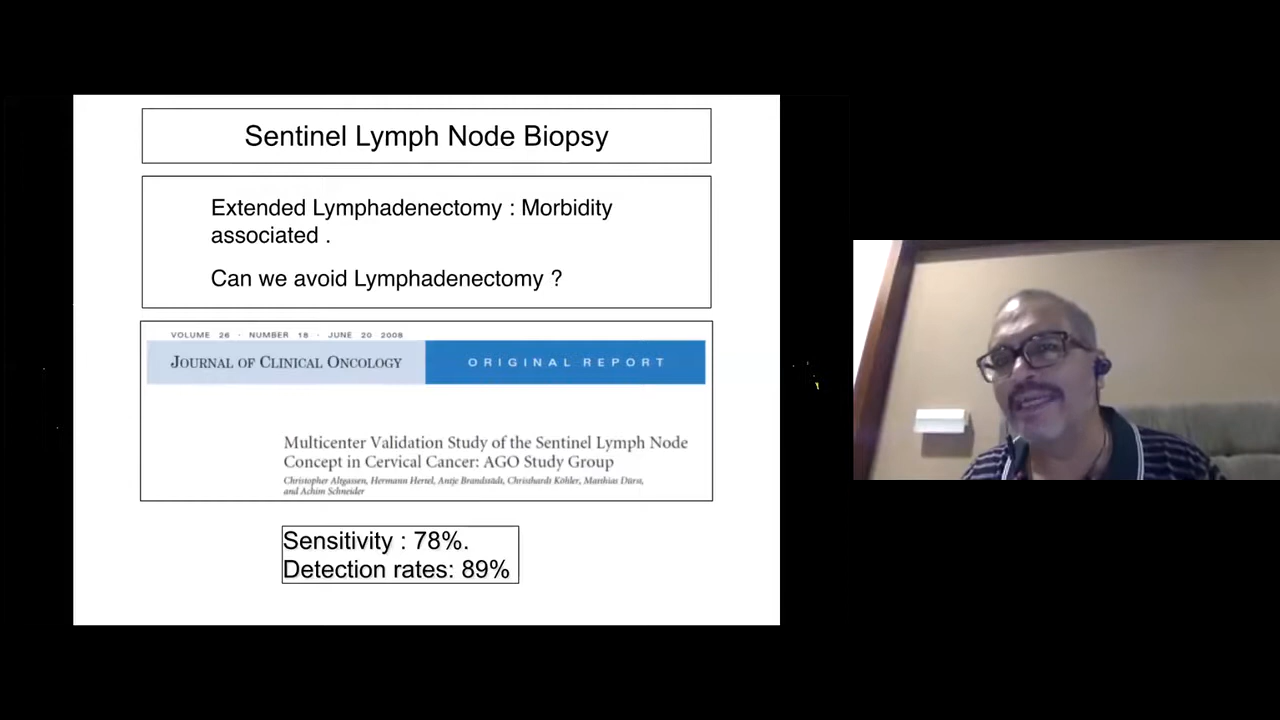 Sentinel Lymph Node Biopsy
Extended Lymphadenectomy : Morbidity
associated .
Can we avoid Lymphadenectomy ?
VOLUME 26 · NUMBER 18 · JUNE 20 2008
JOURNAL OF CLINICAL ONCOLOGY
ORIGINAL REPORT
Multicenter Validation Study of the Sentinel Lymph Node
Concept in Cervical Cancer: AGO Study Group
Christopher Altgassen, Hermann Hertel, Antje Brandstädt, Christhardt Köhler, Matthias Dürst,
and Achim Schneider
Sensitivity : 78%.
Detection rates: 89%